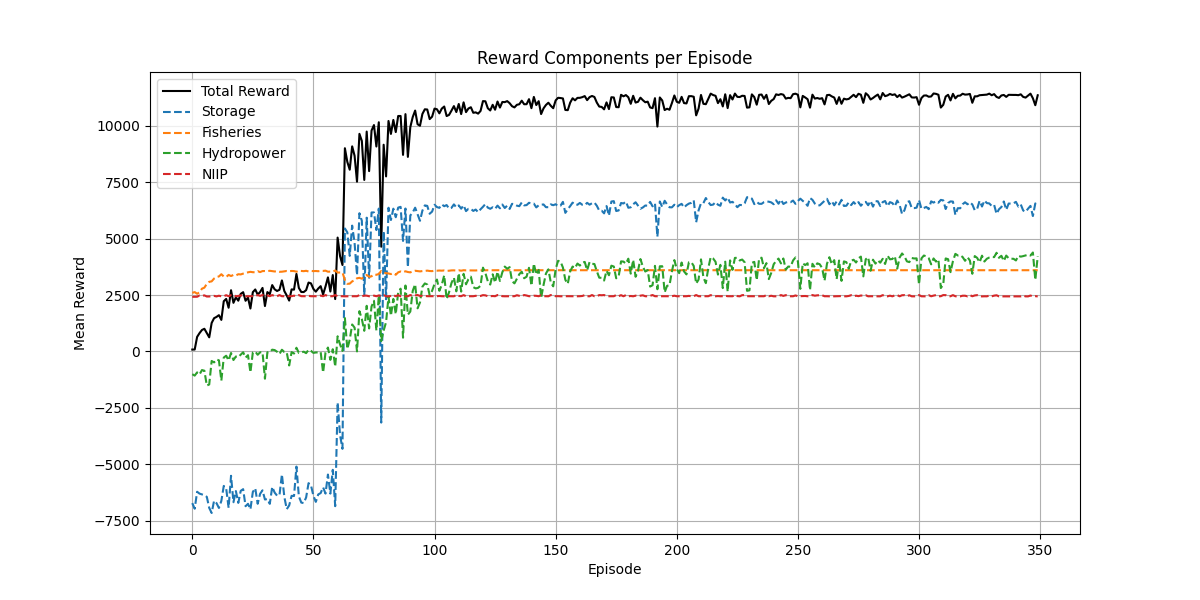 Reward Components per Episode
Total Reward
Storage
Fisheries
Hydropower
NIIP
Mean Reward
10000
7500
5000
2500
0
−2500
−5000
−7500
0 50 100 150 200 250 300 350
Episode